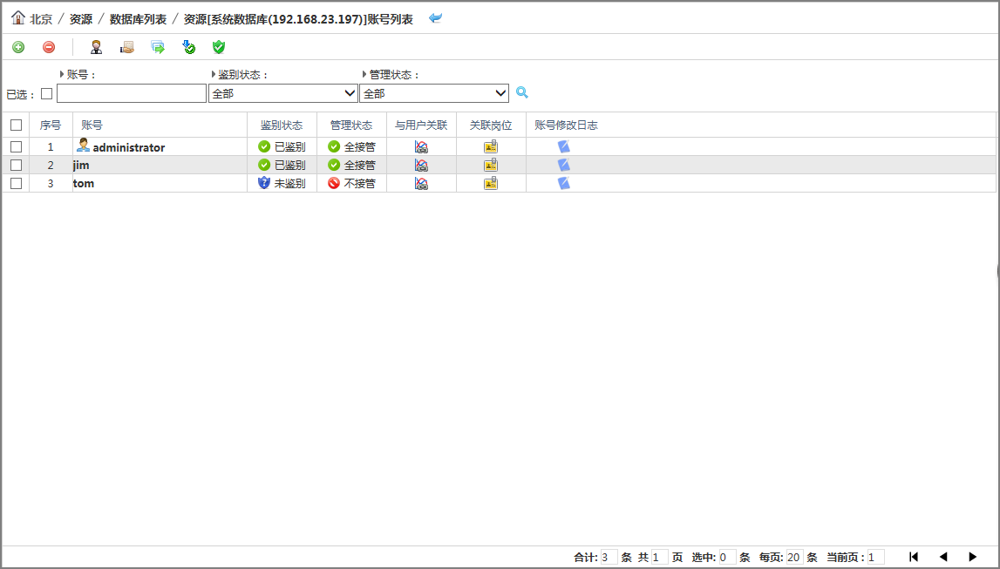 北京 / 资源 / 数据库列表 / 资源[系统数据库(192.168.23.197)]账号列表
账号： 鉴别状态： 管理状态：
已选： 全部 全部
序号 账号 鉴别状态 管理状态 与用户关联 关联岗位 账号修改日志
1 administrator 已鉴别 全接管
2 jim 已鉴别 全接管
3 tom 未鉴别 不接管
合计: 3 条 共 1 页 选中: 0 条 每页: 20 条 当前页：1